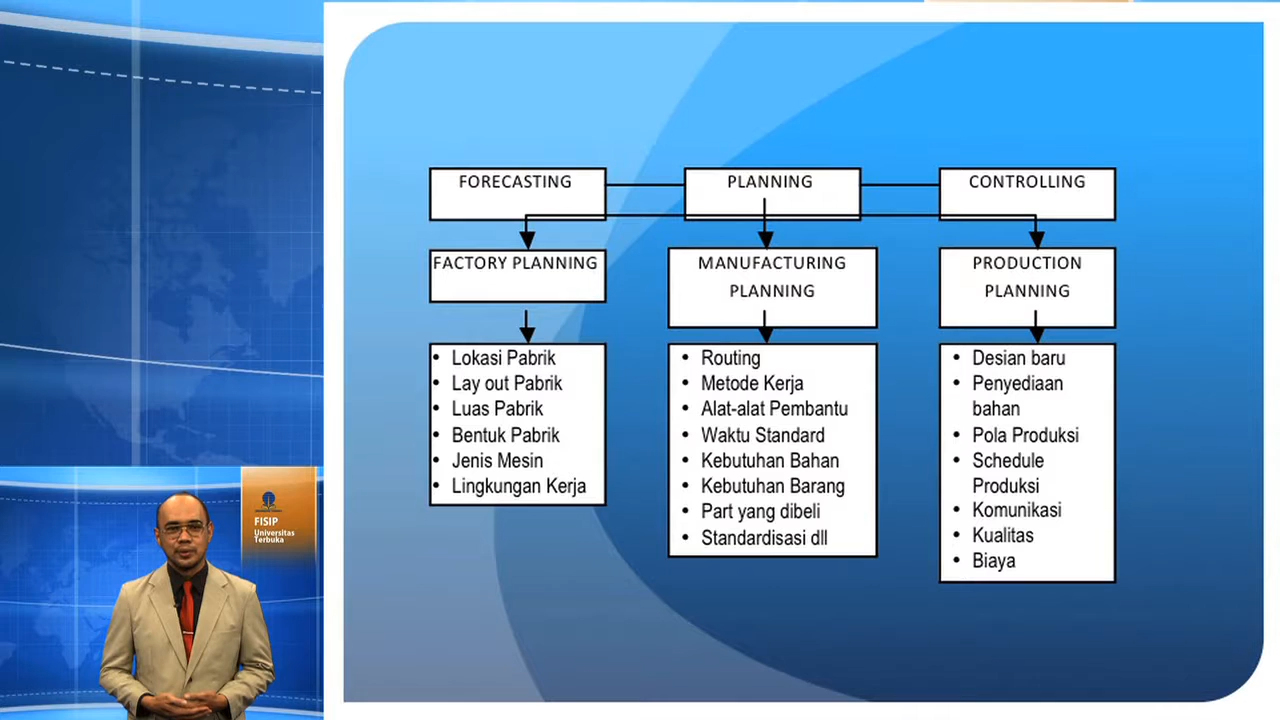 FORECASTING
PLANNING
CONTROLLING
FACTORY PLANNING
MANUFACTURING
PLANNING
PRODUCTION
PLANNING
• Lokasi Pabrik
• Lay out Pabrik
• Luas Pabrik
• Bentuk Pabrik
• Jenis Mesin
• Lingkungan Kerja
• Routing
• Metode Kerja
• Alat-alat Pembantu
• Waktu Standard
• Kebutuhan Bahan
• Kebutuhan Barang
• Part yang dibeli
• Standardisasi dll
• Desian baru
• Penyediaan
bahan
• Pola Produksi
• Schedule
Produksi
• Komunikasi
• Kualitas
• Biaya
FISIP
Universitas
Terbuka